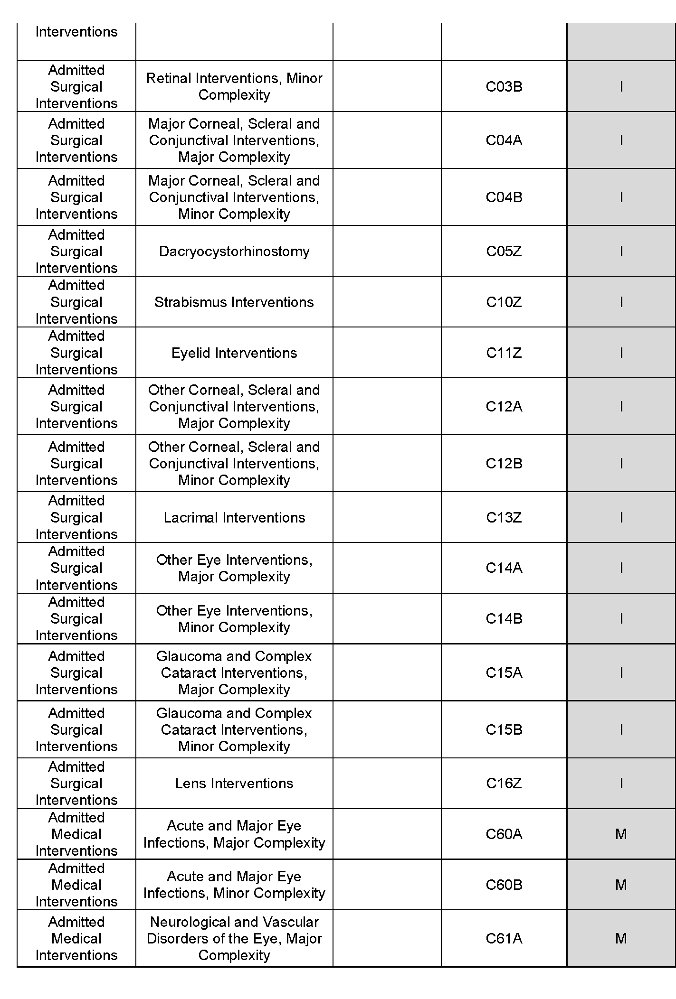 Interventions
Admitted
Surgical
Interventions
Retinal Interventions, Minor
Complexity
C03B
I
Admitted
Surgical
Interventions
Major Corneal, Scleral and
Conjunctival Interventions,
Major Complexity
C04A
I
Admitted
Surgical
Interventions
Major Corneal, Scleral and
Conjunctival Interventions,
Minor Complexity
C04B
I
Admitted
Surgical
Interventions
Dacryocystorhinostomy
C05Z
I
Admitted
Surgical
Interventions
Strabismus Interventions
C10Z
I
Admitted
Surgical
Interventions
Eyelid Interventions
C11Z
I
Admitted
Surgical
Interventions
Other Corneal, Scleral and
Conjunctival Interventions,
Major Complexity
C12A
I
Admitted
Surgical
Interventions
Other Corneal, Scleral and
Conjunctival Interventions,
Minor Complexity
C12B
I
Admitted
Surgical
Interventions
Lacrimal Interventions
C13Z
I
Admitted
Surgical
Interventions
Other Eye Interventions,
Major Complexity
C14A
I
Admitted
Surgical
Interventions
Other Eye Interventions,
Minor Complexity
C14B
I
Admitted
Surgical
Interventions
Glaucoma and Complex
Cataract Interventions,
Major Complexity
C15A
I
Admitted
Surgical
Interventions
Glaucoma and Complex
Cataract Interventions,
Minor Complexity
C15B
I
Admitted
Surgical
Interventions
Lens Interventions
C16Z
I
Admitted
Medical
Interventions
Acute and Major Eye
Infections, Major Complexity
C60A
M
Admitted
Medical
Interventions
Acute and Major Eye
Infections, Minor Complexity
C60B
M
Admitted
Medical
Interventions
Neurological and Vascular
Disorders of the Eye, Major
Complexity
C61A
M